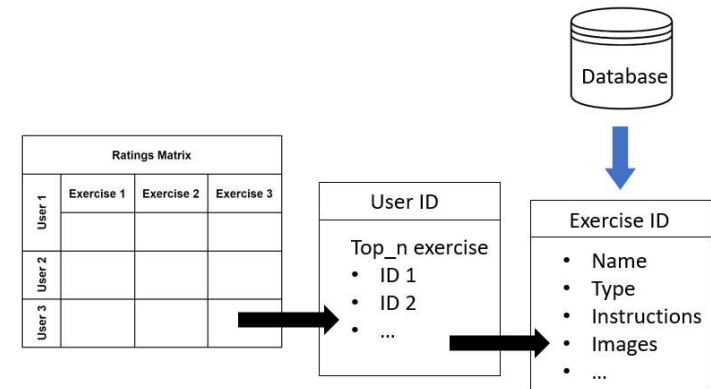 Database
Ratings Matrix
User 1
Exercise 1 Exercise 2 Exercise 3
User 2
User 3
User ID
Top_n exercise
• ID 1
• ID 2
• ...
Exercise ID
• Name
• Type
• Instructions
• Images
• ...